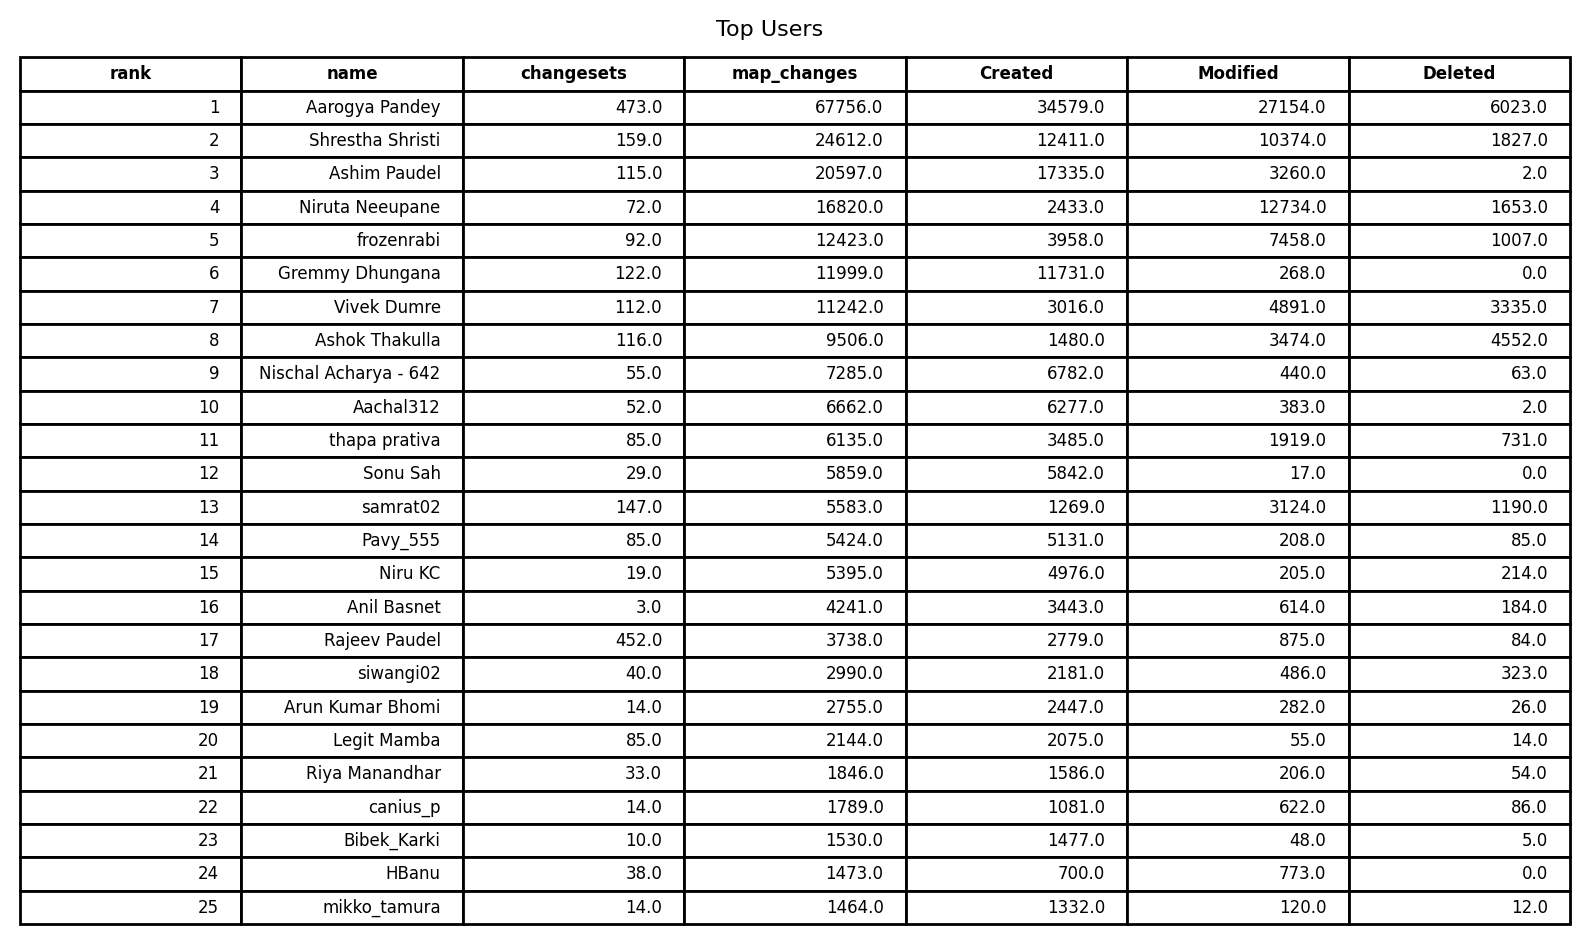 Top Users
rank name changesets map_changes Created Modified Deleted
1 Aarogya Pandey 473.0 67756.0 34579.0 27154.0 6023.0
2 Shrestha Shristi 159.0 24612.0 12411.0 10374.0 1827.0
3 Ashim Paudel 115.0 20597.0 17335.0 3260.0 2.0
4 Niruta Neeupane 72.0 16820.0 2433.0 12734.0 1653.0
5 frozenrabi 92.0 12423.0 3958.0 7458.0 1007.0
6 Gremmy Dhungana 122.0 11999.0 11731.0 268.0 0.0
7 Vivek Dumre 112.0 11242.0 3016.0 4891.0 3335.0
8 Ashok Thakulla 116.0 9506.0 1480.0 3474.0 4552.0
9 Nischal Acharya - 642 55.0 7285.0 6782.0 440.0 63.0
10 Aachal312 52.0 6662.0 6277.0 383.0 2.0
11 thapa prativa 85.0 6135.0 3485.0 1919.0 731.0
12 Sonu Sah 29.0 5859.0 5842.0 17.0 0.0
13 samrat02 147.0 5583.0 1269.0 3124.0 1190.0
14 Pavy_555 85.0 5424.0 5131.0 208.0 85.0
15 Niru KC 19.0 5395.0 4976.0 205.0 214.0
16 Anil Basnet 3.0 4241.0 3443.0 614.0 184.0
17 Rajeev Paudel 452.0 3738.0 2779.0 875.0 84.0
18 siwangi02 40.0 2990.0 2181.0 486.0 323.0
19 Arun Kumar Bhomi 14.0 2755.0 2447.0 282.0 26.0
20 Legit Mamba 85.0 2144.0 2075.0 55.0 14.0
21 Riya Manandhar 33.0 1846.0 1586.0 206.0 54.0
22 canius_p 14.0 1789.0 1081.0 622.0 86.0
23 Bibek_Karki 10.0 1530.0 1477.0 48.0 5.0
24 HBanu 38.0 1473.0 700.0 773.0 0.0
25 mikko_tamura 14.0 1464.0 1332.0 120.0 12.0